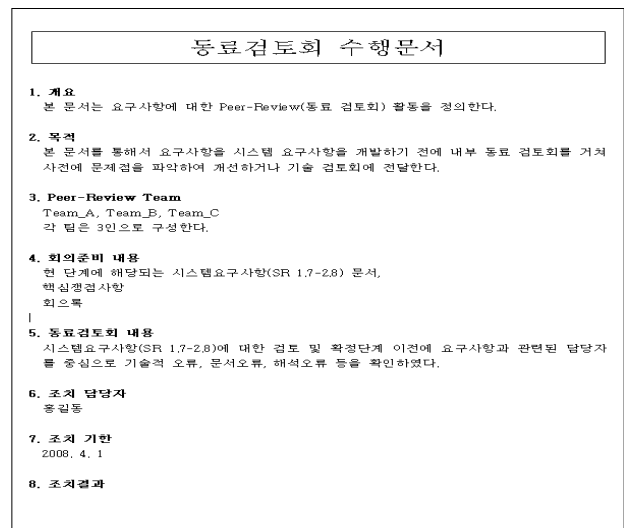 동료검토회 수행문서
1. 개요
본 문서는 요구사항에 대한 Peer-Review(동료 검토회) 활동을 정의한다.
2. 목적
본 문서를 통해서 요구사항을 시스템 요구사항을 개발하기 전에 내부 동료 검토회를 거쳐
사전에 문제점을 파악하여 개선하거나 기술 검토회에 전달한다.
3. Peer-Review Team
Team_A, Team_B, Team_C
각 팀은 3인으로 구성한다.
4. 회의준비 내용
현 단계에 해당되는 시스템요구사항(SR 1.7-2.8) 문서,
핵심쟁점사항
회의록
5. 동료검토회 내용
시스템요구사항(SR 1.7-2.8)에 대한 검토 및 확정단계 이전에 요구사항과 관련된 담당자
를 중심으로 기술적 오류, 문서오류, 해석오류 등을 확인하였다.
6. 조치 담당자
홍길동
7. 조치 기한
2008. 4. 1
8. 조치결과